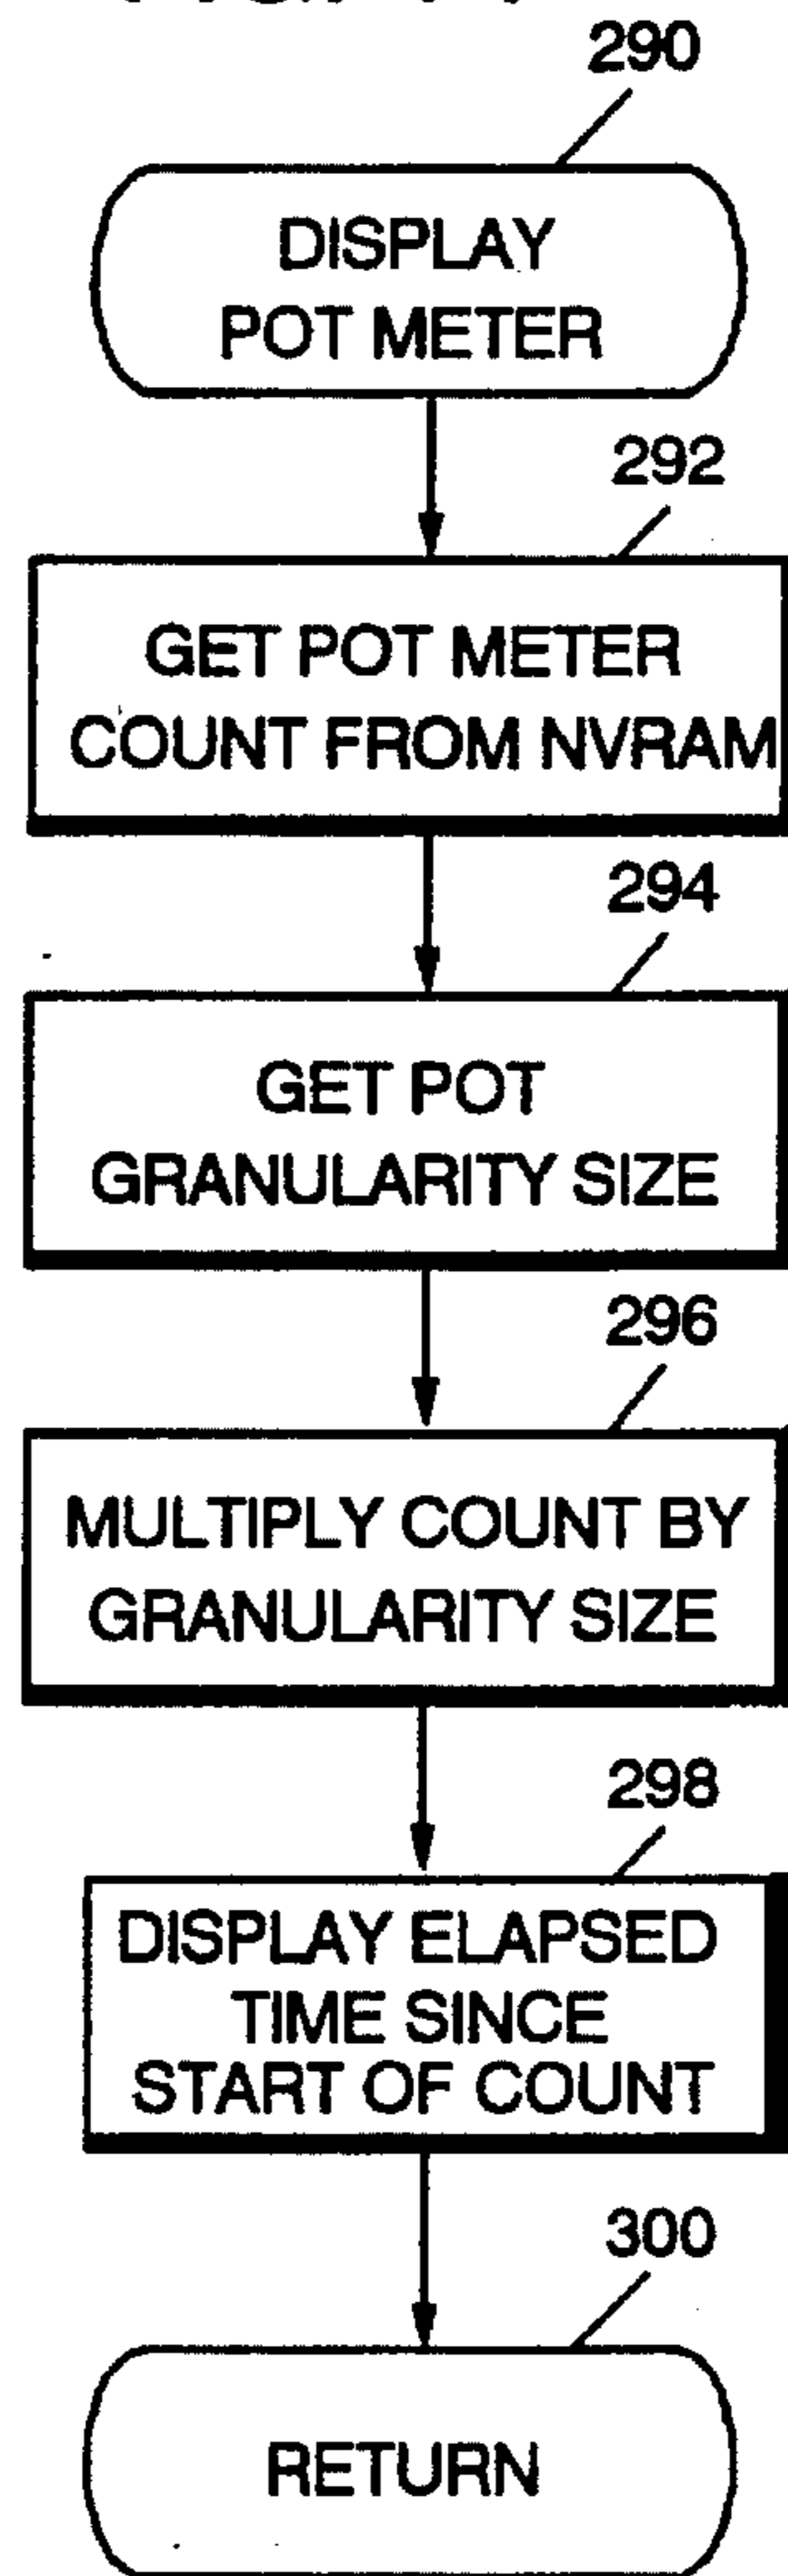 290
DISPLAY
POT METER
292
GET POT METER
COUNT FROM NVRAM
294
GET POT
GRANULARITY SIZE
296
MULTIPLY COUNT BY
GRANULARITY SIZE
298
DISPLAY ELAPSED
TIME SINCE
START OF COUNT
300
RETURN